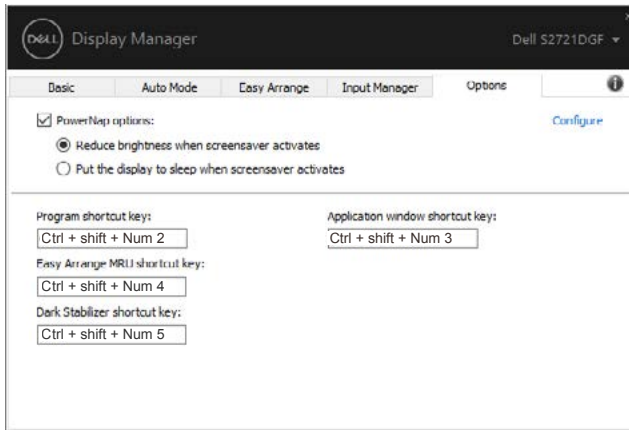 DELL Display Manager
Dell S2721DGF
Basic Auto Mode Easy Arrange Input Manager Options
PowerNap options:
Configure
Reduce brightness when screensaver activates
Put the display to sleep when screensaver activates
Program shortcut key:
Application window shortcut key:
Ctrl + shift + Num 2
Ctrl + shift + Num 3
Easy Arrange MRU shortcut key:
Ctrl + shift + Num 4
Dark Stabilizer shortcut key:
Ctrl + shift + Num 5